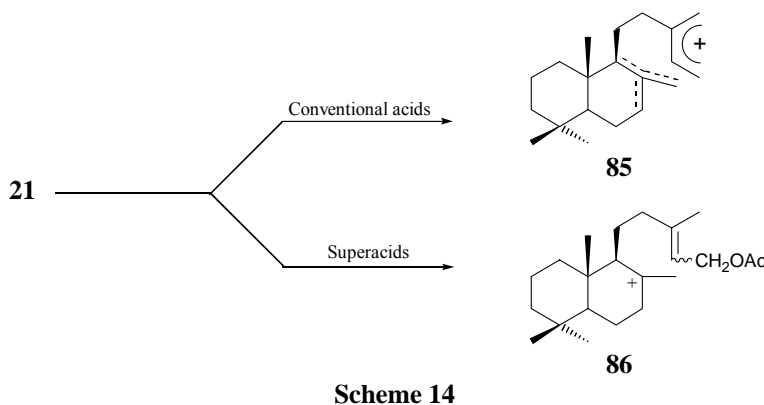 +
Conventional acids
85
21
Superacids
CH2OAc
+
86
Scheme 14